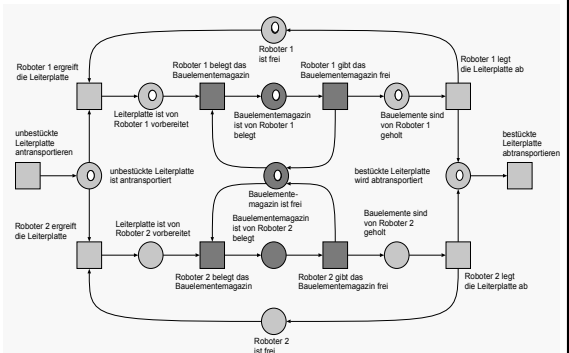 Roboter 1
ist frei
Roboter 1 ergreift
die Leiterplatte
Roboter 1 belegt das
Bauelementemagazin
Roboter 1 gibt das
Bauelementemagazin frei
Roboter 1 legt
die Leiterplatte ab
Leiterplatte ist von
Roboter 1 vorbereitet
Bauelementemagazin
ist von Roboter 1
belegt
Bauelemente sind
von Roboter 1
geholt
unbestückte
Leiterplatte
antransportieren
bestückte
Leiterplatte
abtransportieren
unbestückte Leiterplatte
ist antransportiert
bestückte Leiterplatte
wird abtransportiert
Bauelemente-
magazin ist frei
Roboter 2 ergreift
die Leiterplatte
Leiterplatte ist von
Roboter 2 vorbereitet
Bauelementemagazin
ist von Roboter 2
belegt
Bauelemente sind
von Roboter 2
geholt
Roboter 2 belegt das
Bauelementemagazin
Roboter 2 gibt das
Bauelementemagazin frei
Roboter 2 legt
die Leiterplatte ab
Roboter 2
ist frei